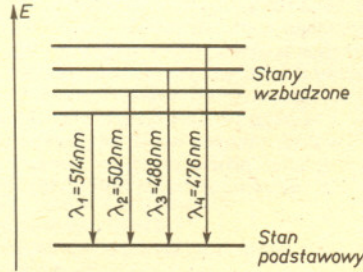 E
Stany
wzbudzone
λ₁=514nm
λ₂=502nm
λ₃=488nm
λ₄=476nm
Stan
podstawowy